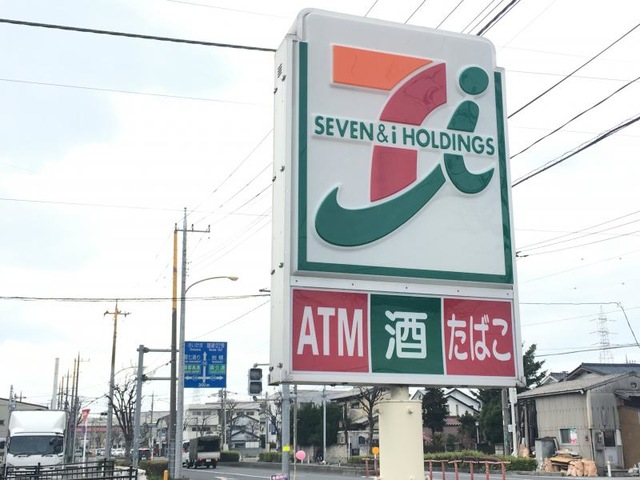 SEVEN & i HOLDINGS
ATM 酒 たばこ